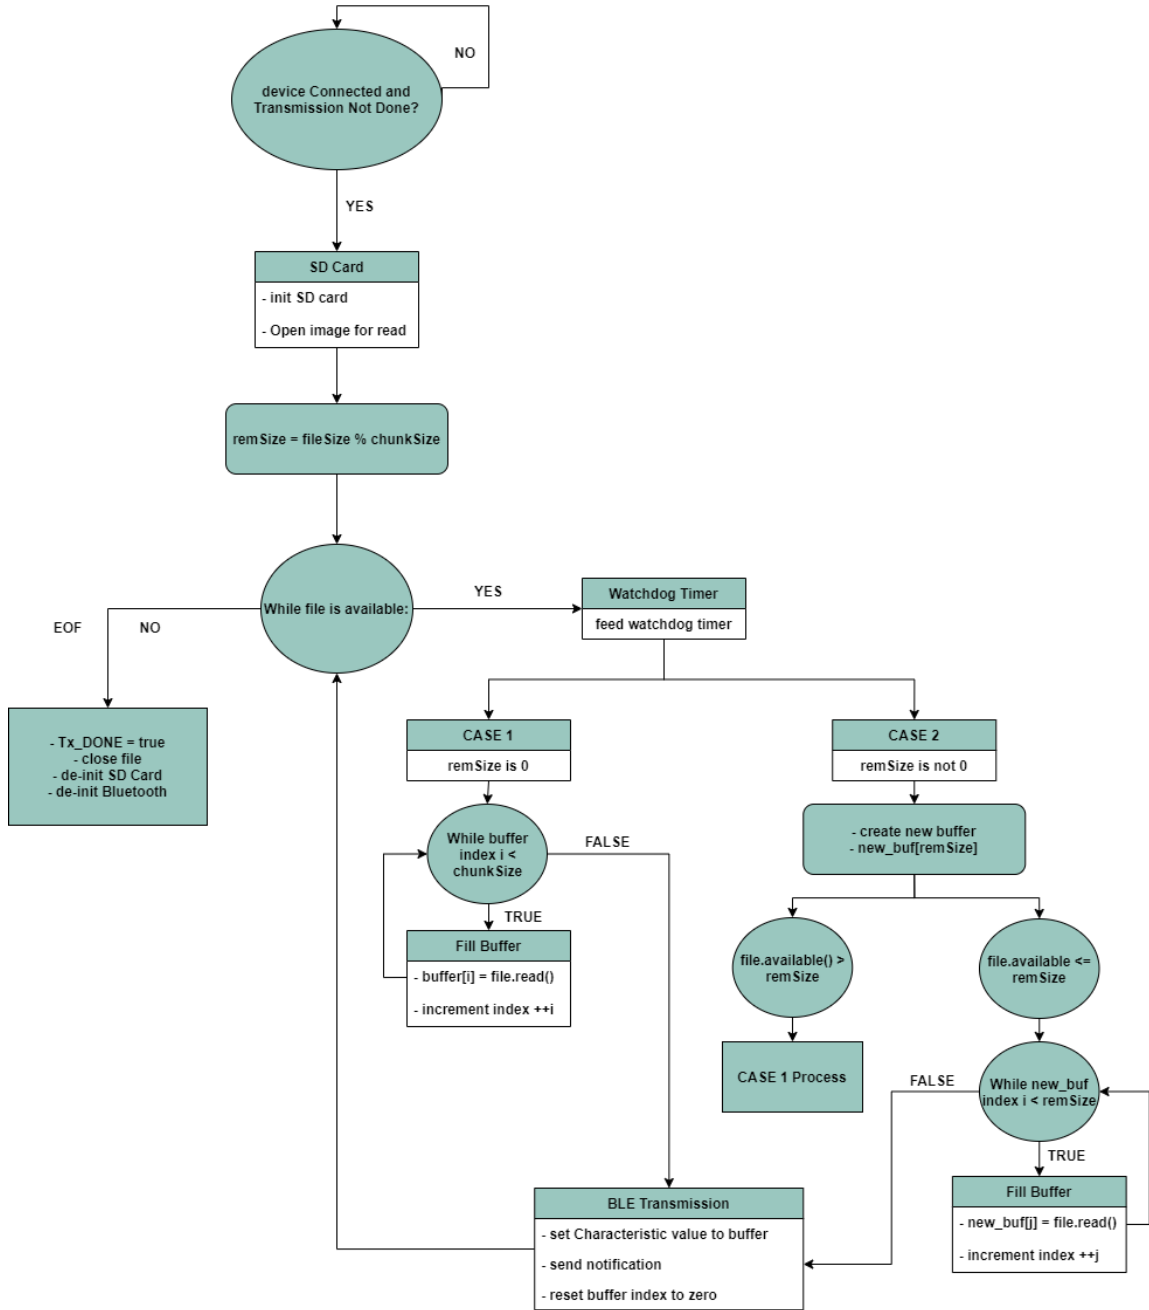 NO
device Connected and
Transmission Not Done?
YES
SD Card
- init SD card
- Open image for read
remSize = fileSize % chunkSize
While file is available:
YES
EOF
NO
Watchdog Timer
feed watchdog timer
- Tx_DONE = true
- close file
- de-init SD Card
- de-init Bluetooth
CASE 1
remSize is 0
CASE 2
remSize is not 0
While buffer
index i <
chunkSize
FALSE
TRUE
Fill Buffer
- buffer[i] = file.read()
- increment index ++i
- create new buffer
- new_buf[remSize]
file.available() >
remSize
file.available <=
remSize
CASE 1 Process
While new_buf
index i < remSize
FALSE
TRUE
Fill Buffer
- new_buf[j] = file.read()
- increment index ++j
BLE Transmission
- set Characteristic value to buffer
- send notification
- reset buffer index to zero